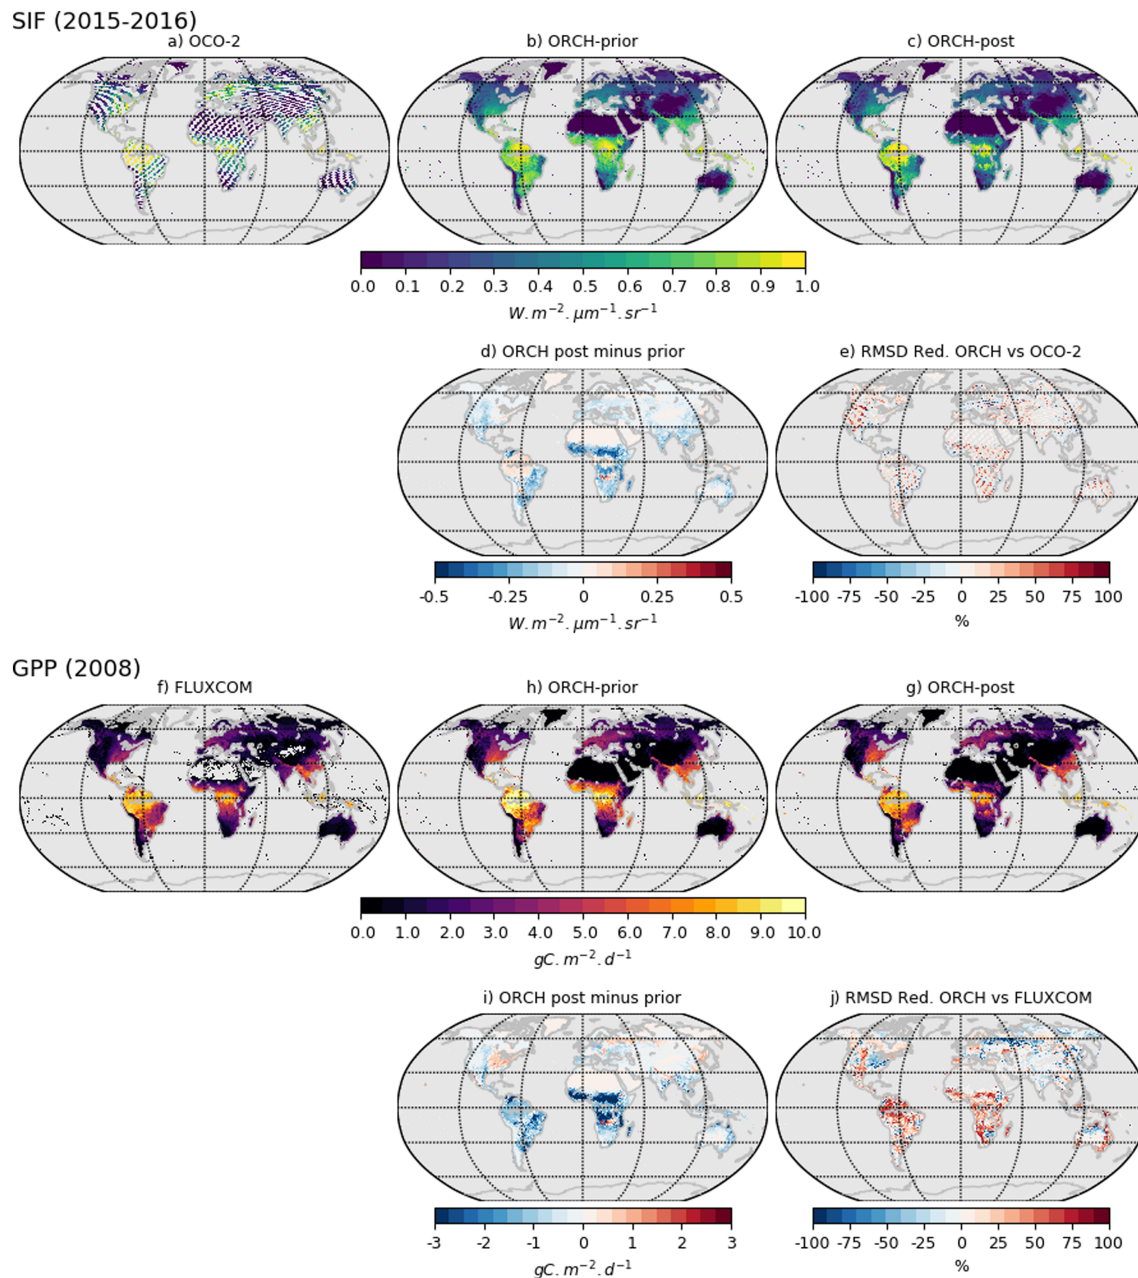 SIF (2015-2016)
a) OCO-2
b) ORCH-prior
c) ORCH-post
0.0 0.1 0.2 0.3 0.4 0.5 0.6 0.7 0.8 0.9 1.0
W.m⁻².μm⁻¹.sr⁻¹
d) ORCH post minus prior
e) RMSD Red. ORCH vs OCO-2
-0.5 -0.25 0 0.25 0.5
W.m⁻².μm⁻¹.sr⁻¹
-100 -75 -50 -25 0 25 50 75 100
%
GPP (2008)
f) FLUXCOM
h) ORCH-prior
g) ORCH-post
0.0 1.0 2.0 3.0 4.0 5.0 6.0 7.0 8.0 9.0 10.0
gC.m⁻².d⁻¹
i) ORCH post minus prior
j) RMSD Red. ORCH vs FLUXCOM
-3 -2 -1 0 1 2 3
gC.m⁻².d⁻¹
-100 -75 -50 -25 0 25 50 75 100
%